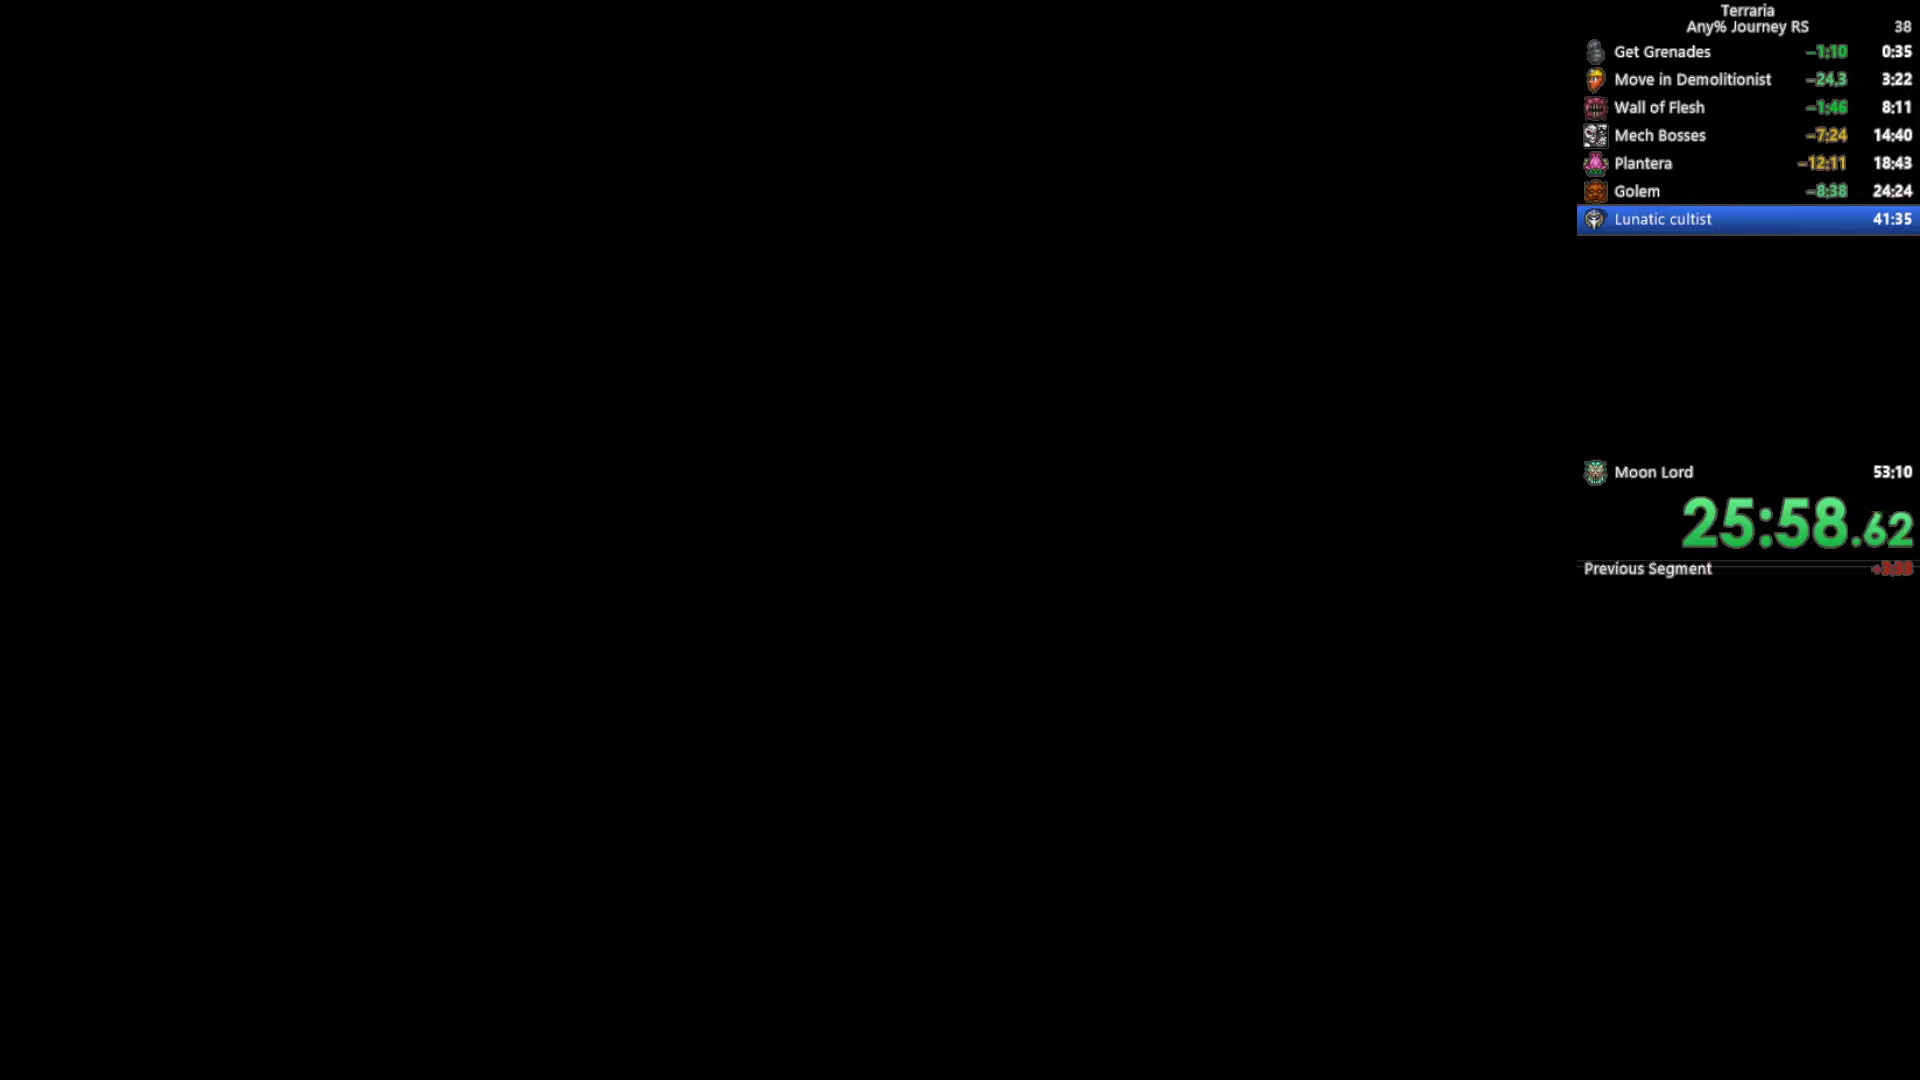 Terraria
Any% Journey RS 38
Get Grenades -1:10 0:35
Move in Demolitionist -24.3 3:22
Wall of Flesh -1:46 8:11
Mech Bosses -7:24 14:40
Plantera -12:11 18:43
Golem -8:38 24:24
Lunatic cultist 41:35
Moon Lord 53:10
25:58.62
Previous Segment